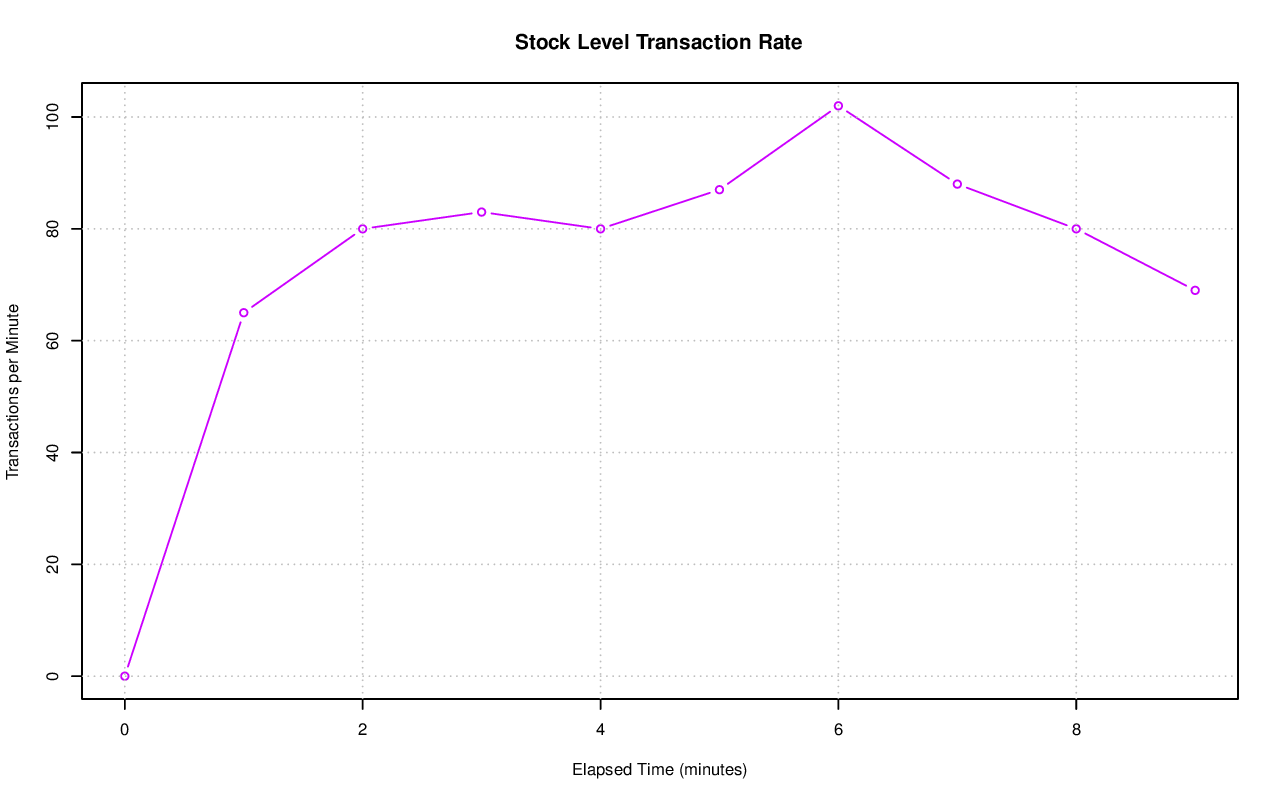 Stock Level Transaction Rate
Transactions per Minute
100
80
60
40
20
0
0 2 4 6 8
Elapsed Time (minutes)